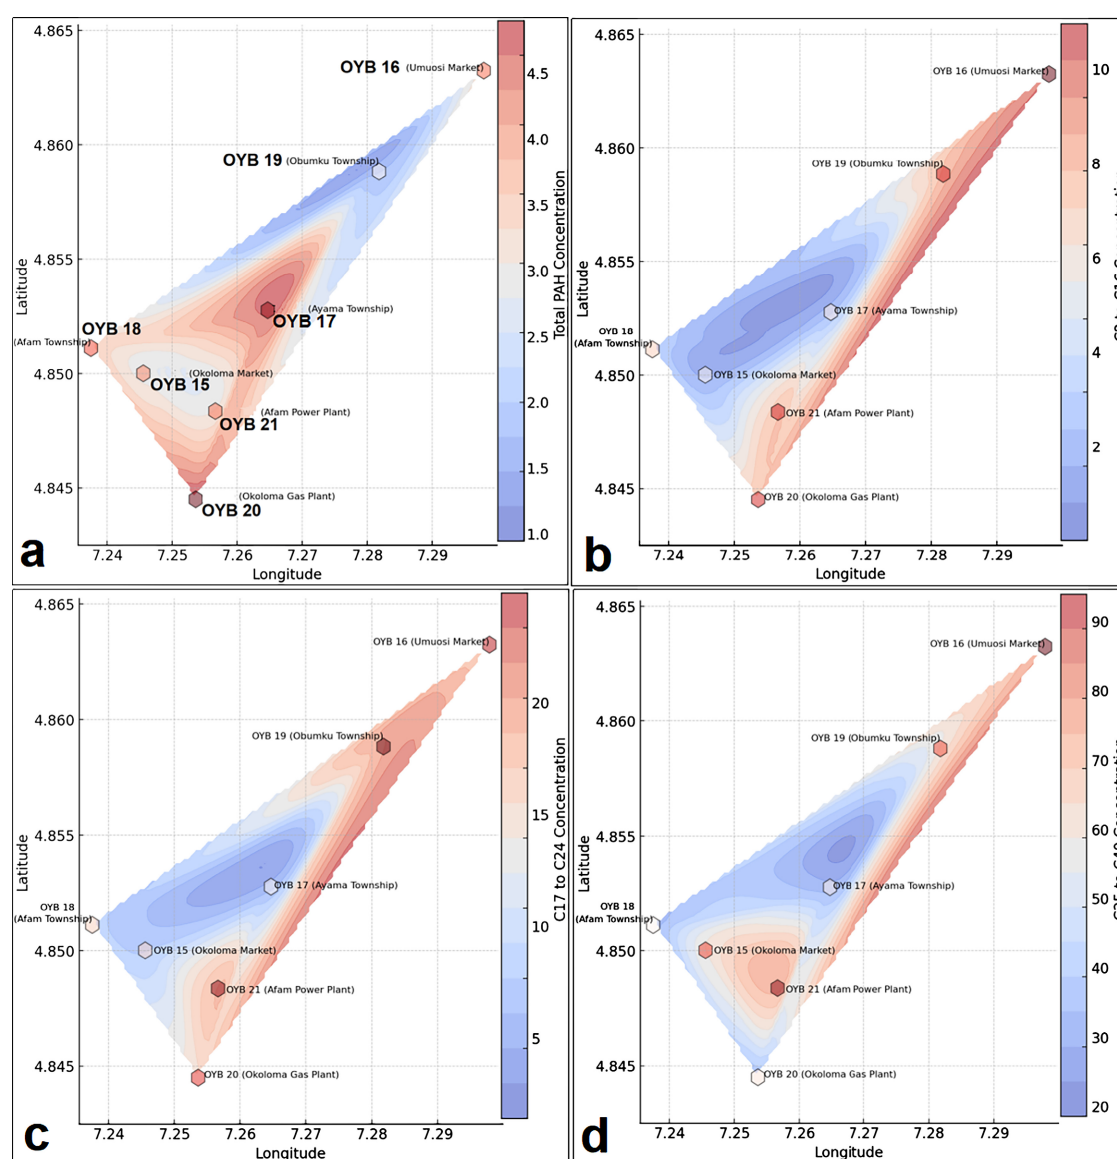 4.865
4.860
4.855
4.850
4.845
Latitude
7.24 7.25 7.26 7.27 7.28 7.29
Longitude
OYB 16 (Umuosi Market)
OYB 19 (Obumku Township)
(Ayama Township)
OYB 17
OYB 18
(Afam Township)
(Okoloma Market)
OYB 15
(Afam Power Plant)
OYB 21
(Okoloma Gas Plant)
OYB 20
4.5
4.0
3.5
3.0
2.5
2.0
1.5
1.0
Total PAH Concentration
a
4.865
4.860
4.855
4.850
4.845
Latitude
7.24 7.25 7.26 7.27 7.28 7.29
Longitude
OYB 16 (Umuosi Market)
OYB 19 (Obumku Township)
OYB 17 (Ayama Township)
OYB 18
(Afam Township)
OYB 15 (Okoloma Market)
OYB 21 (Afam Power Plant)
OYB 20 (Okoloma Gas Plant)
10
8
6
4
2
b
4.865
4.860
4.855
4.850
4.845
Latitude
7.24 7.25 7.26 7.27 7.28 7.29
Longitude
OYB 16 (Umuosi Market)
OYB 19 (Obumku Township)
OYB 17 (Ayama Township)
OYB 18
(Afam Township)
OYB 15 (Okoloma Market)
OYB 21 (Afam Power Plant)
OYB 20 (Okoloma Gas Plant)
20
15
10
5
C17 to C24 Concentration
c
4.865
4.860
4.855
4.850
4.845
Latitude
7.24 7.25 7.26 7.27 7.28 7.29
Longitude
OYB 16 (Umuosi Market)
OYB 19 (Obumku Township)
OYB 17 (Ayama Township)
OYB 18
(Afam Township)
OYB 15 (Okoloma Market)
OYB 21 (Afam Power Plant)
OYB 20 (Okoloma Gas Plant)
90
80
70
60
50
40
30
20
d